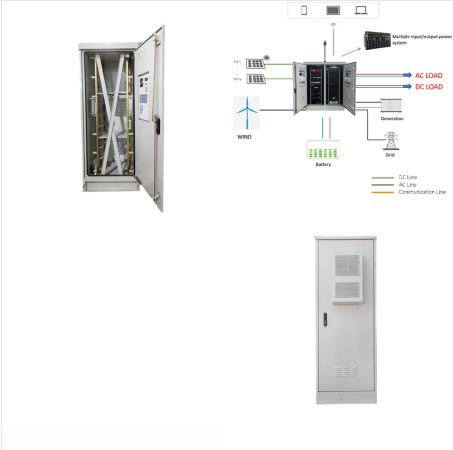 Multiple input/output power
system
PV1
PVN
AC LOAD
DC LOAD
WIND
Generation
Grid
Battery
DC Line
AC Line
Communication Line